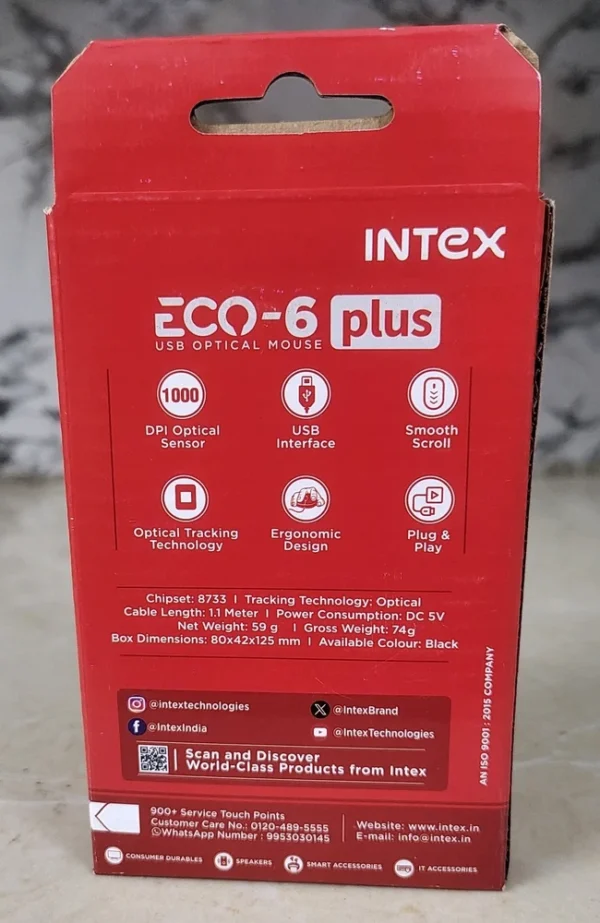 INTEX
ECO-6 plus
USB OPTICAL MOUSE
1000
DPI Optical
Sensor
USB
Interface
Smooth
Scroll
Optical Tracking
Technology
Ergonomic
Design
Plug &
Play
Chipset: 8733 | Tracking Technology: Optical
Cable Length: 1.1 Meter | Power Consumption: DC 5V
Net Weight: 59 g | Gross Weight: 74g
Box Dimensions: 80x42x125 mm | Available Colour: Black
@intextechnologies
@IntexBrand
@IntexIndia
@IntexTechnologies
Scan and Discover
World-Class Products from Intex
AN ISO 9001 : 2015 COMPANY
900+ Service Touch Points
Customer Care No.: 0120-489-5555
WhatsApp Number : 9953030145
Website: www.intex.in
E-mail: info@intex.in
CONSUMER DURABLES
SPEAKERS
SMART ACCESSORIES
IT ACCESSORIES